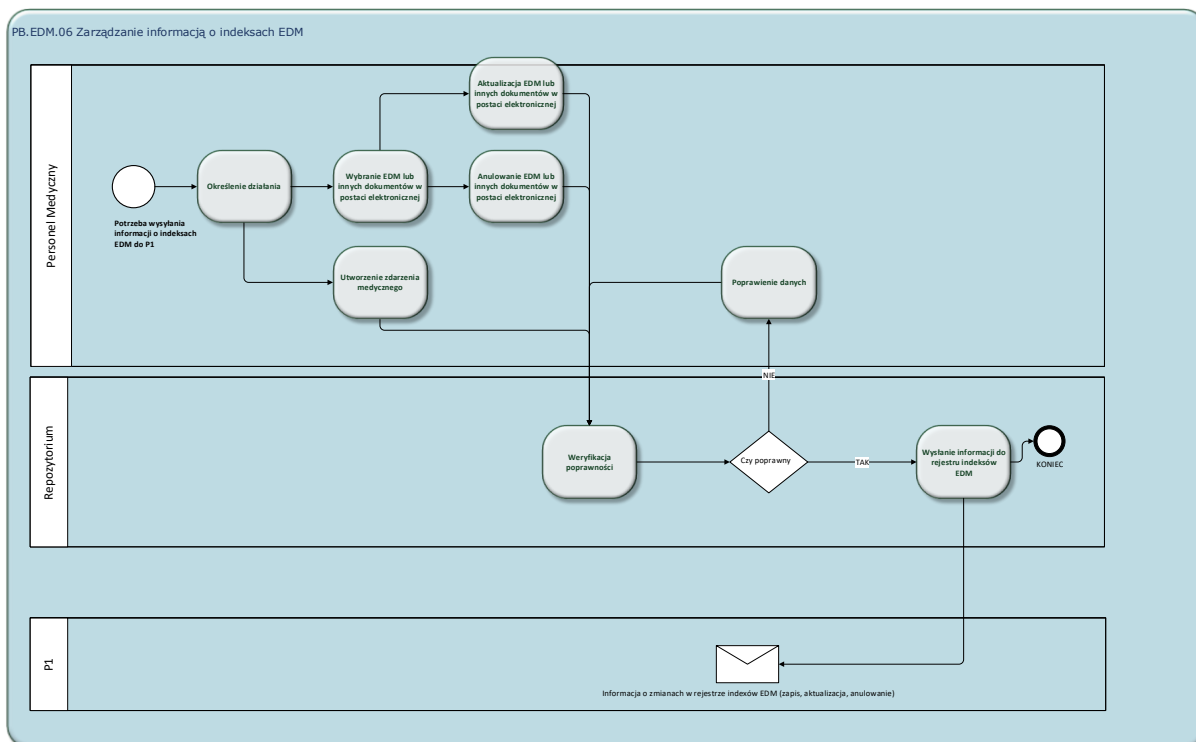 PB.EDM.06 Zarządzanie informacją o indeksach EDM
Personel Medyczny
Aktualizacja EDM lub
innych dokumentów w
postaci elektronicznej
Określenie działania
Wybranie EDM lub
innych dokumentów w
postaci elektronicznej
Anulowanie EDM lub
innych dokumentów w
postaci elektronicznej
Potrzeba wysyłania
informacji o indeksach
EDM do P1
Utworzenie zdarzenia
medycznego
Poprawienie danych
NIE
Repozytorium
Weryfikacja
poprawności
Czy poprawny
TAK
Wysłanie informacji do
rejestru indeksów
EDM
KONIEC
P1
Informacja o zmianach w rejestrze indexów EDM (zapis, aktualizacja, anulowanie)